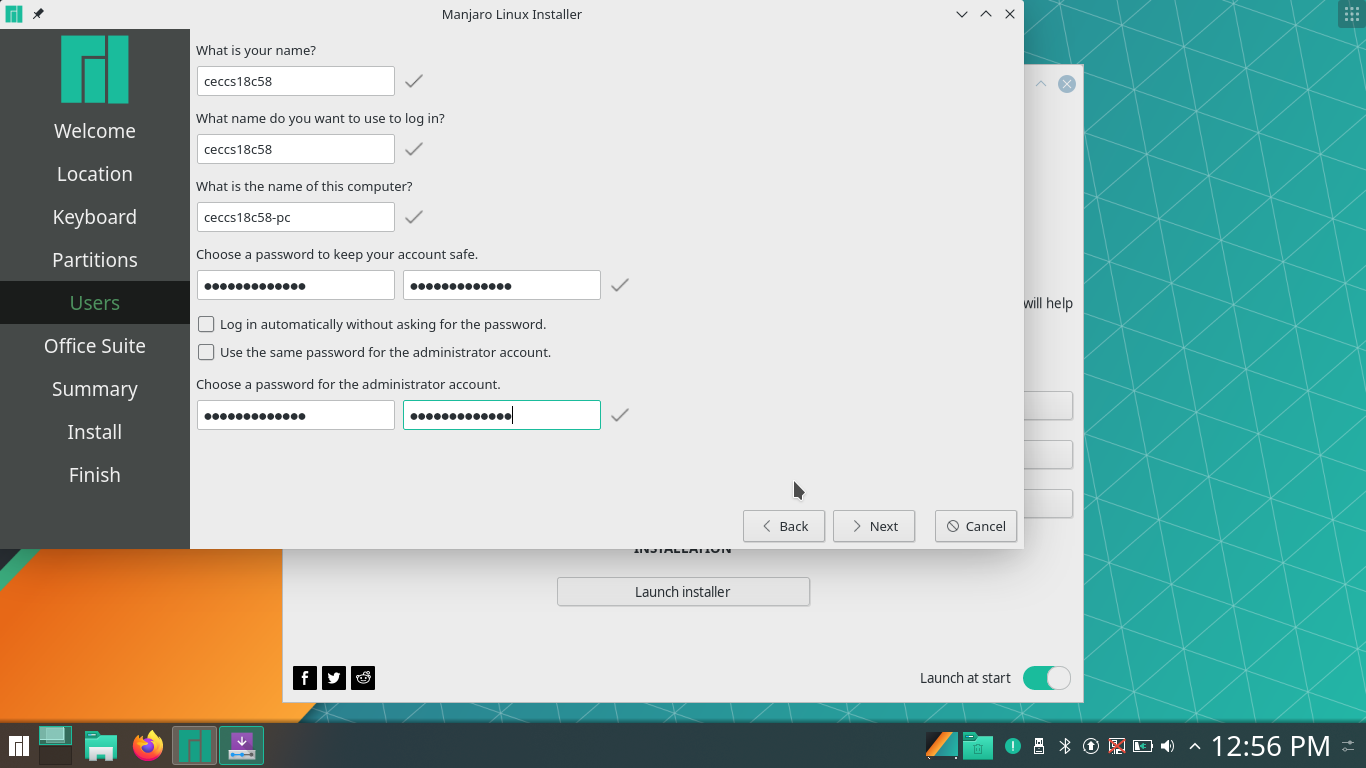 Manjaro Linux Installer
Welcome
Location
Keyboard
Partitions
Users
Office Suite
Summary
Install
Finish
What is your name?
ceccs18c58
What name do you want to use to log in?
ceccs18c58
What is the name of this computer?
ceccs18c58-pc
Choose a password to keep your account safe.
●●●●●●●●●●●●● ●●●●●●●●●●●●●
Log in automatically without asking for the password.
Use the same password for the administrator account.
Choose a password for the administrator account.
●●●●●●●●●●●●● ●●●●●●●●●●●●●
Back Next Cancel
will help
INSTALLATION
Launch installer
Launch at start
12:56 PM